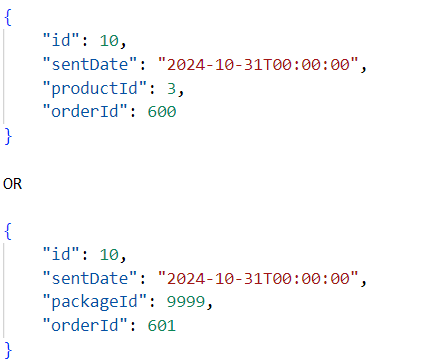 {
    "id": 10,
    "sentDate": "2024-10-31T00:00:00",
    "productId": 3,
    "orderId": 600
}

OR

{
    "id": 10,
    "sentDate": "2024-10-31T00:00:00",
    "packageId": 9999,
    "orderId": 601
}